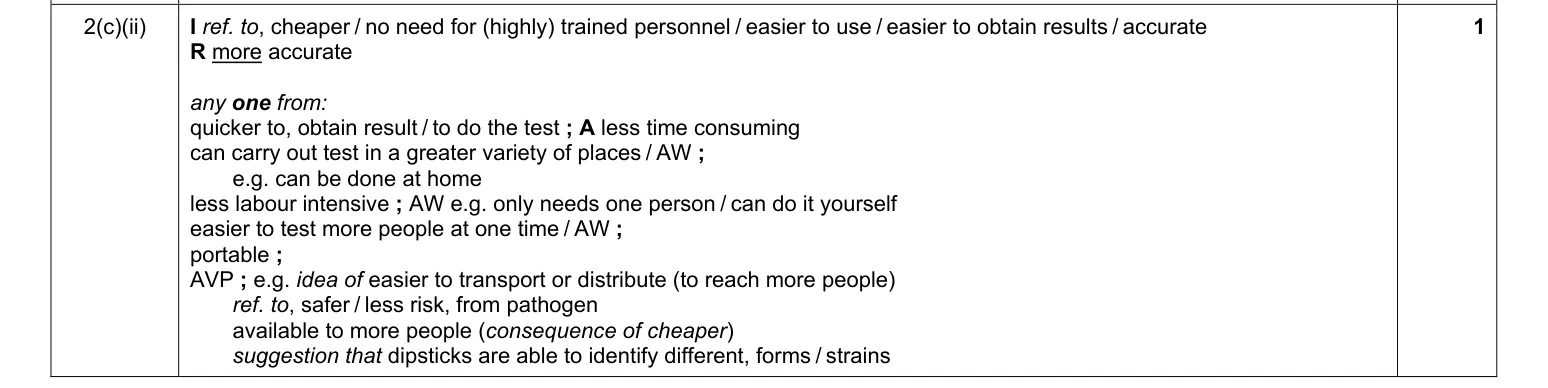 2(c)(ii)
I ref. to, cheaper / no need for (highly) trained personnel / easier to use / easier to obtain results / accurate
1
R more accurate
any one from:
quicker to, obtain result / to do the test ; A less time consuming
can carry out test in a greater variety of places / AW ;
e.g. can be done at home
less labour intensive ; AW e.g. only needs one person / can do it yourself
easier to test more people at one time / AW ;
portable ;
AVP ; e.g. idea of easier to transport or distribute (to reach more people)
ref. to, safer / less risk, from pathogen
available to more people (consequence of cheaper)
suggestion that dipsticks are able to identify different, forms / strains